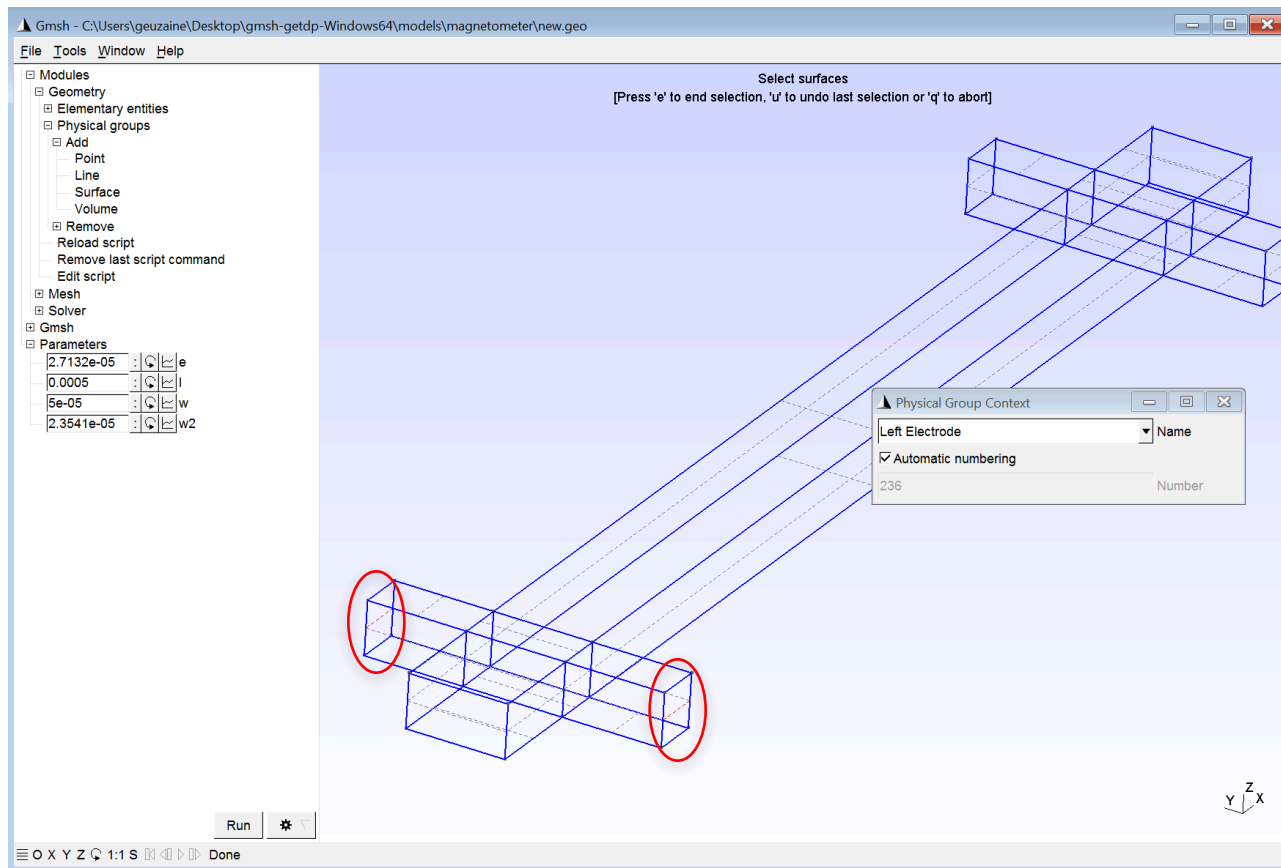 Gmsh - C:\Users\geuzaine\Desktop\gmsh-getdp-Windows64\models\magnetometer\new.geo
File Tools Window Help
Modules
Geometry
Elementary entities
Physical groups
Add
Point
Line
Surface
Volume
Remove
Reload script
Remove last script command
Edit script
Mesh
Solver
Gmsh
Parameters
2.7132e-05 : e
0.0005 : l
5e-05 : w
2.3541e-05 : w2
Select surfaces
[Press 'e' to end selection, 'u' to undo last selection or 'q' to abort]
Physical Group Context
Left Electrode Name
Automatic numbering
236 Number
Z
Y X
Run
O X Y Z 1:1 S Done